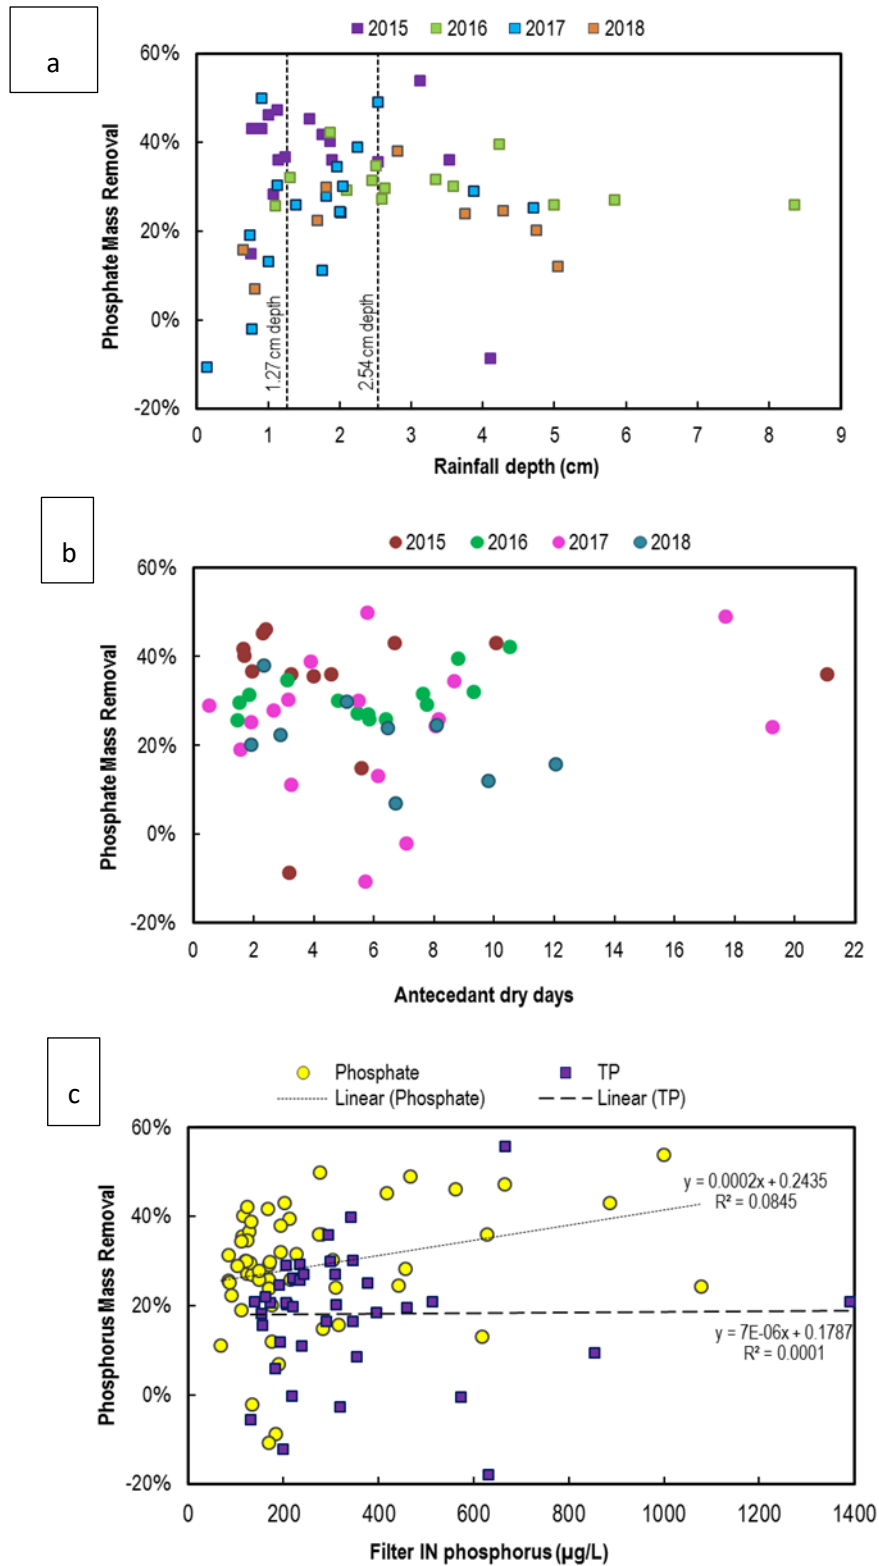 a
2015 2016 2017 2018
60%
40%
20%
0%
-20%
Phosphate Mass Removal
1.27 cm depth
2.54 cm depth
0 1 2 3 4 5 6 7 8 9
Rainfall depth (cm)
b
2015 2016 2017 2018
60%
40%
20%
0%
-20%
Phosphate Mass Removal
0 2 4 6 8 10 12 14 16 18 20 22
Antecedant dry days
c
Phosphate TP
Linear (Phosphate) Linear (TP)
60%
40%
20%
0%
-20%
Phosphorus Mass Removal
y = 0.0002x + 0.2435
R² = 0.0845
y = 7E-06x + 0.1787
R² = 0.0001
0 200 400 600 800 1000 1200 1400
Filter IN phosphorus (µg/L)